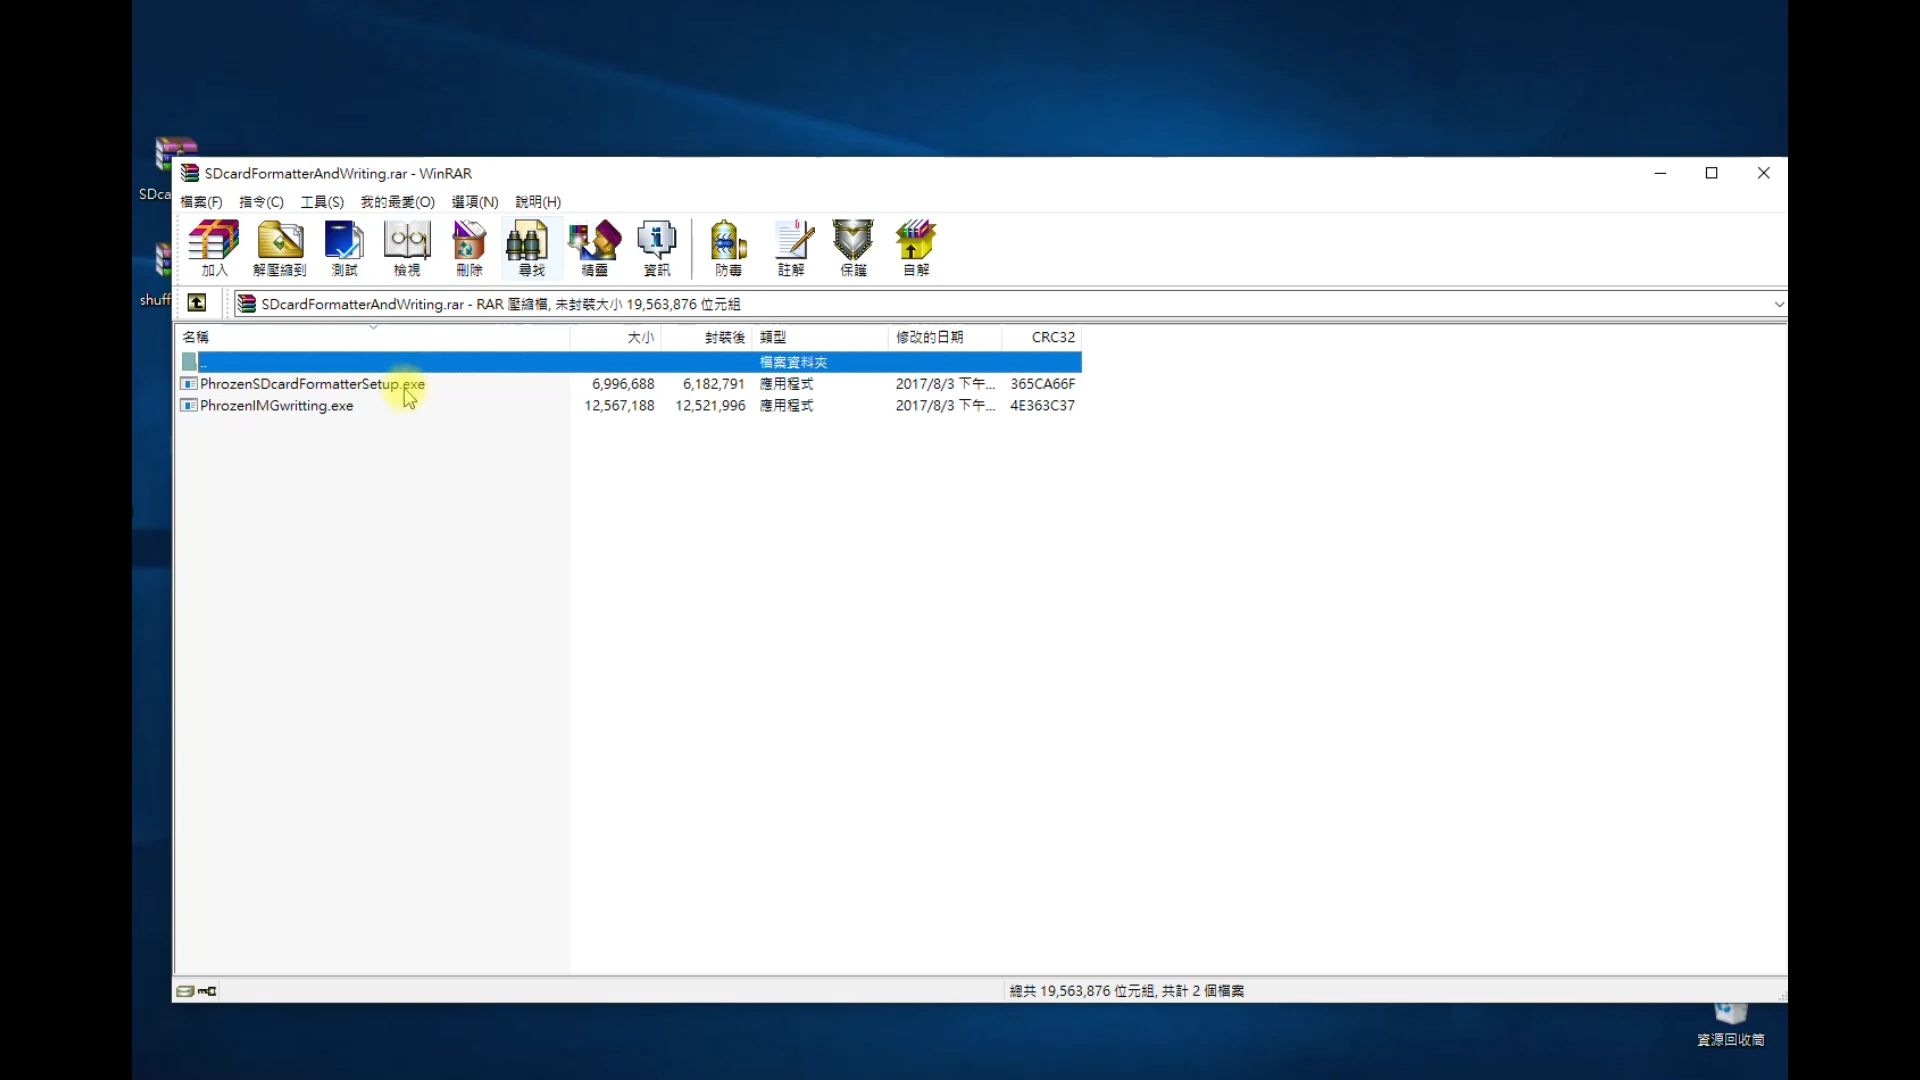 SDcardFormatterAndWriting.rar - WinRAR
檔案(F) 指令(C) 工具(S) 我的最愛(O) 選項(N) 說明(H)
加入 解壓縮到 測試 檢視 刪除 尋找 精靈 資訊 防毒 註解 保護 自解
SDcardFormatterAndWriting.rar - RAR 壓縮檔, 未封裝大小 19,563,876 位元組
名稱 大小 封裝後 類型 修改的日期 CRC32
.. 檔案資料夾
PhrozenSDcardFormatterSetup.exe 6,996,688 6,182,791 應用程式 2017/8/3 下午... 365CA66F
PhrozenIMGwritting.exe 12,567,188 12,521,996 應用程式 2017/8/3 下午... 4E363C37
總共 19,563,876 位元組, 共計 2 個檔案
SDca
shuff
資源回收筒